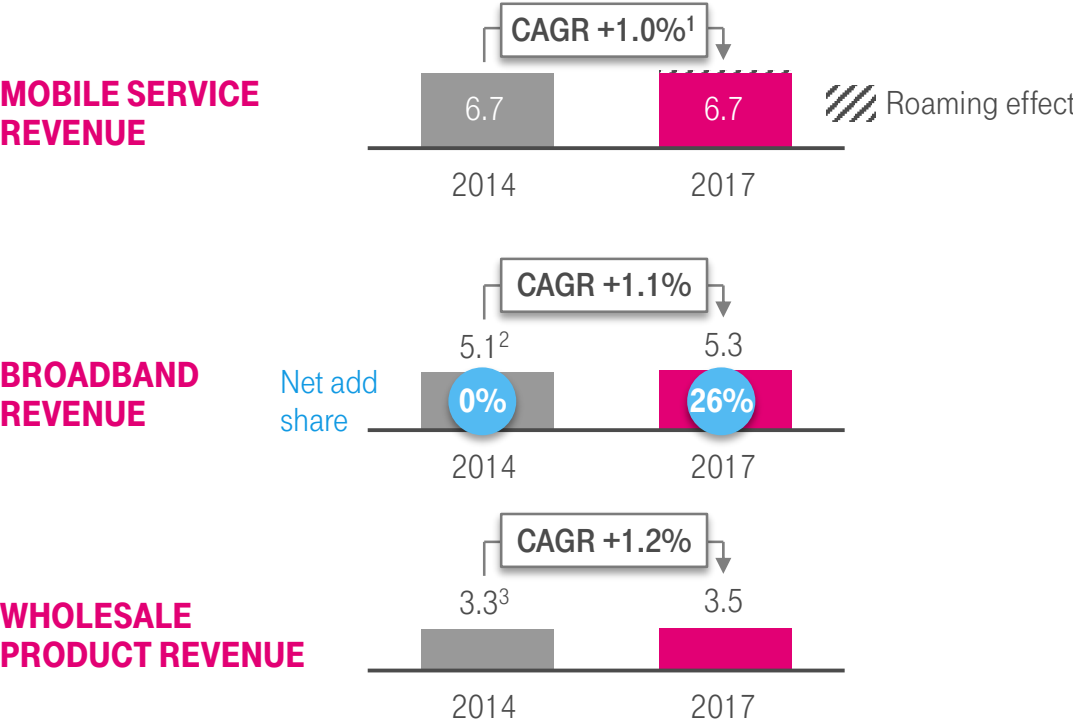 CAGR +1.0%¹
MOBILE SERVICE
REVENUE
6.7
6.7
Roaming effect
2014
2017
CAGR +1.1%
5.1²
5.3
BROADBAND
REVENUE
Net add
share
0%
26%
2014
2017
CAGR +1.2%
3.3³
3.5
WHOLESALE
PRODUCT REVENUE
2014
2017